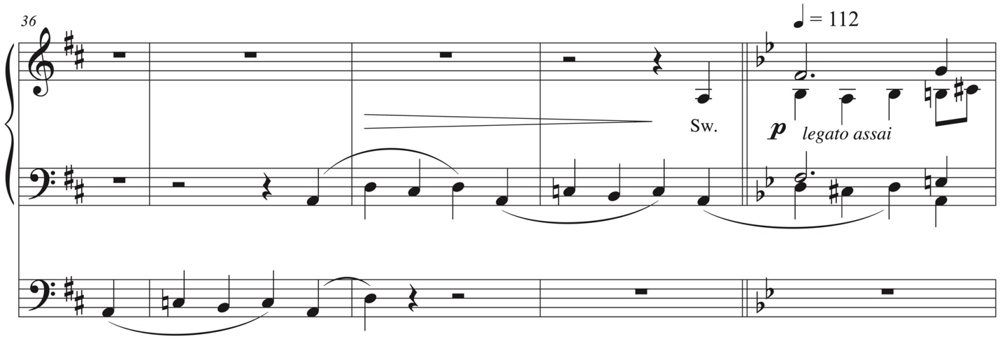 36
♩ = 112
Sw.
p
legato assai